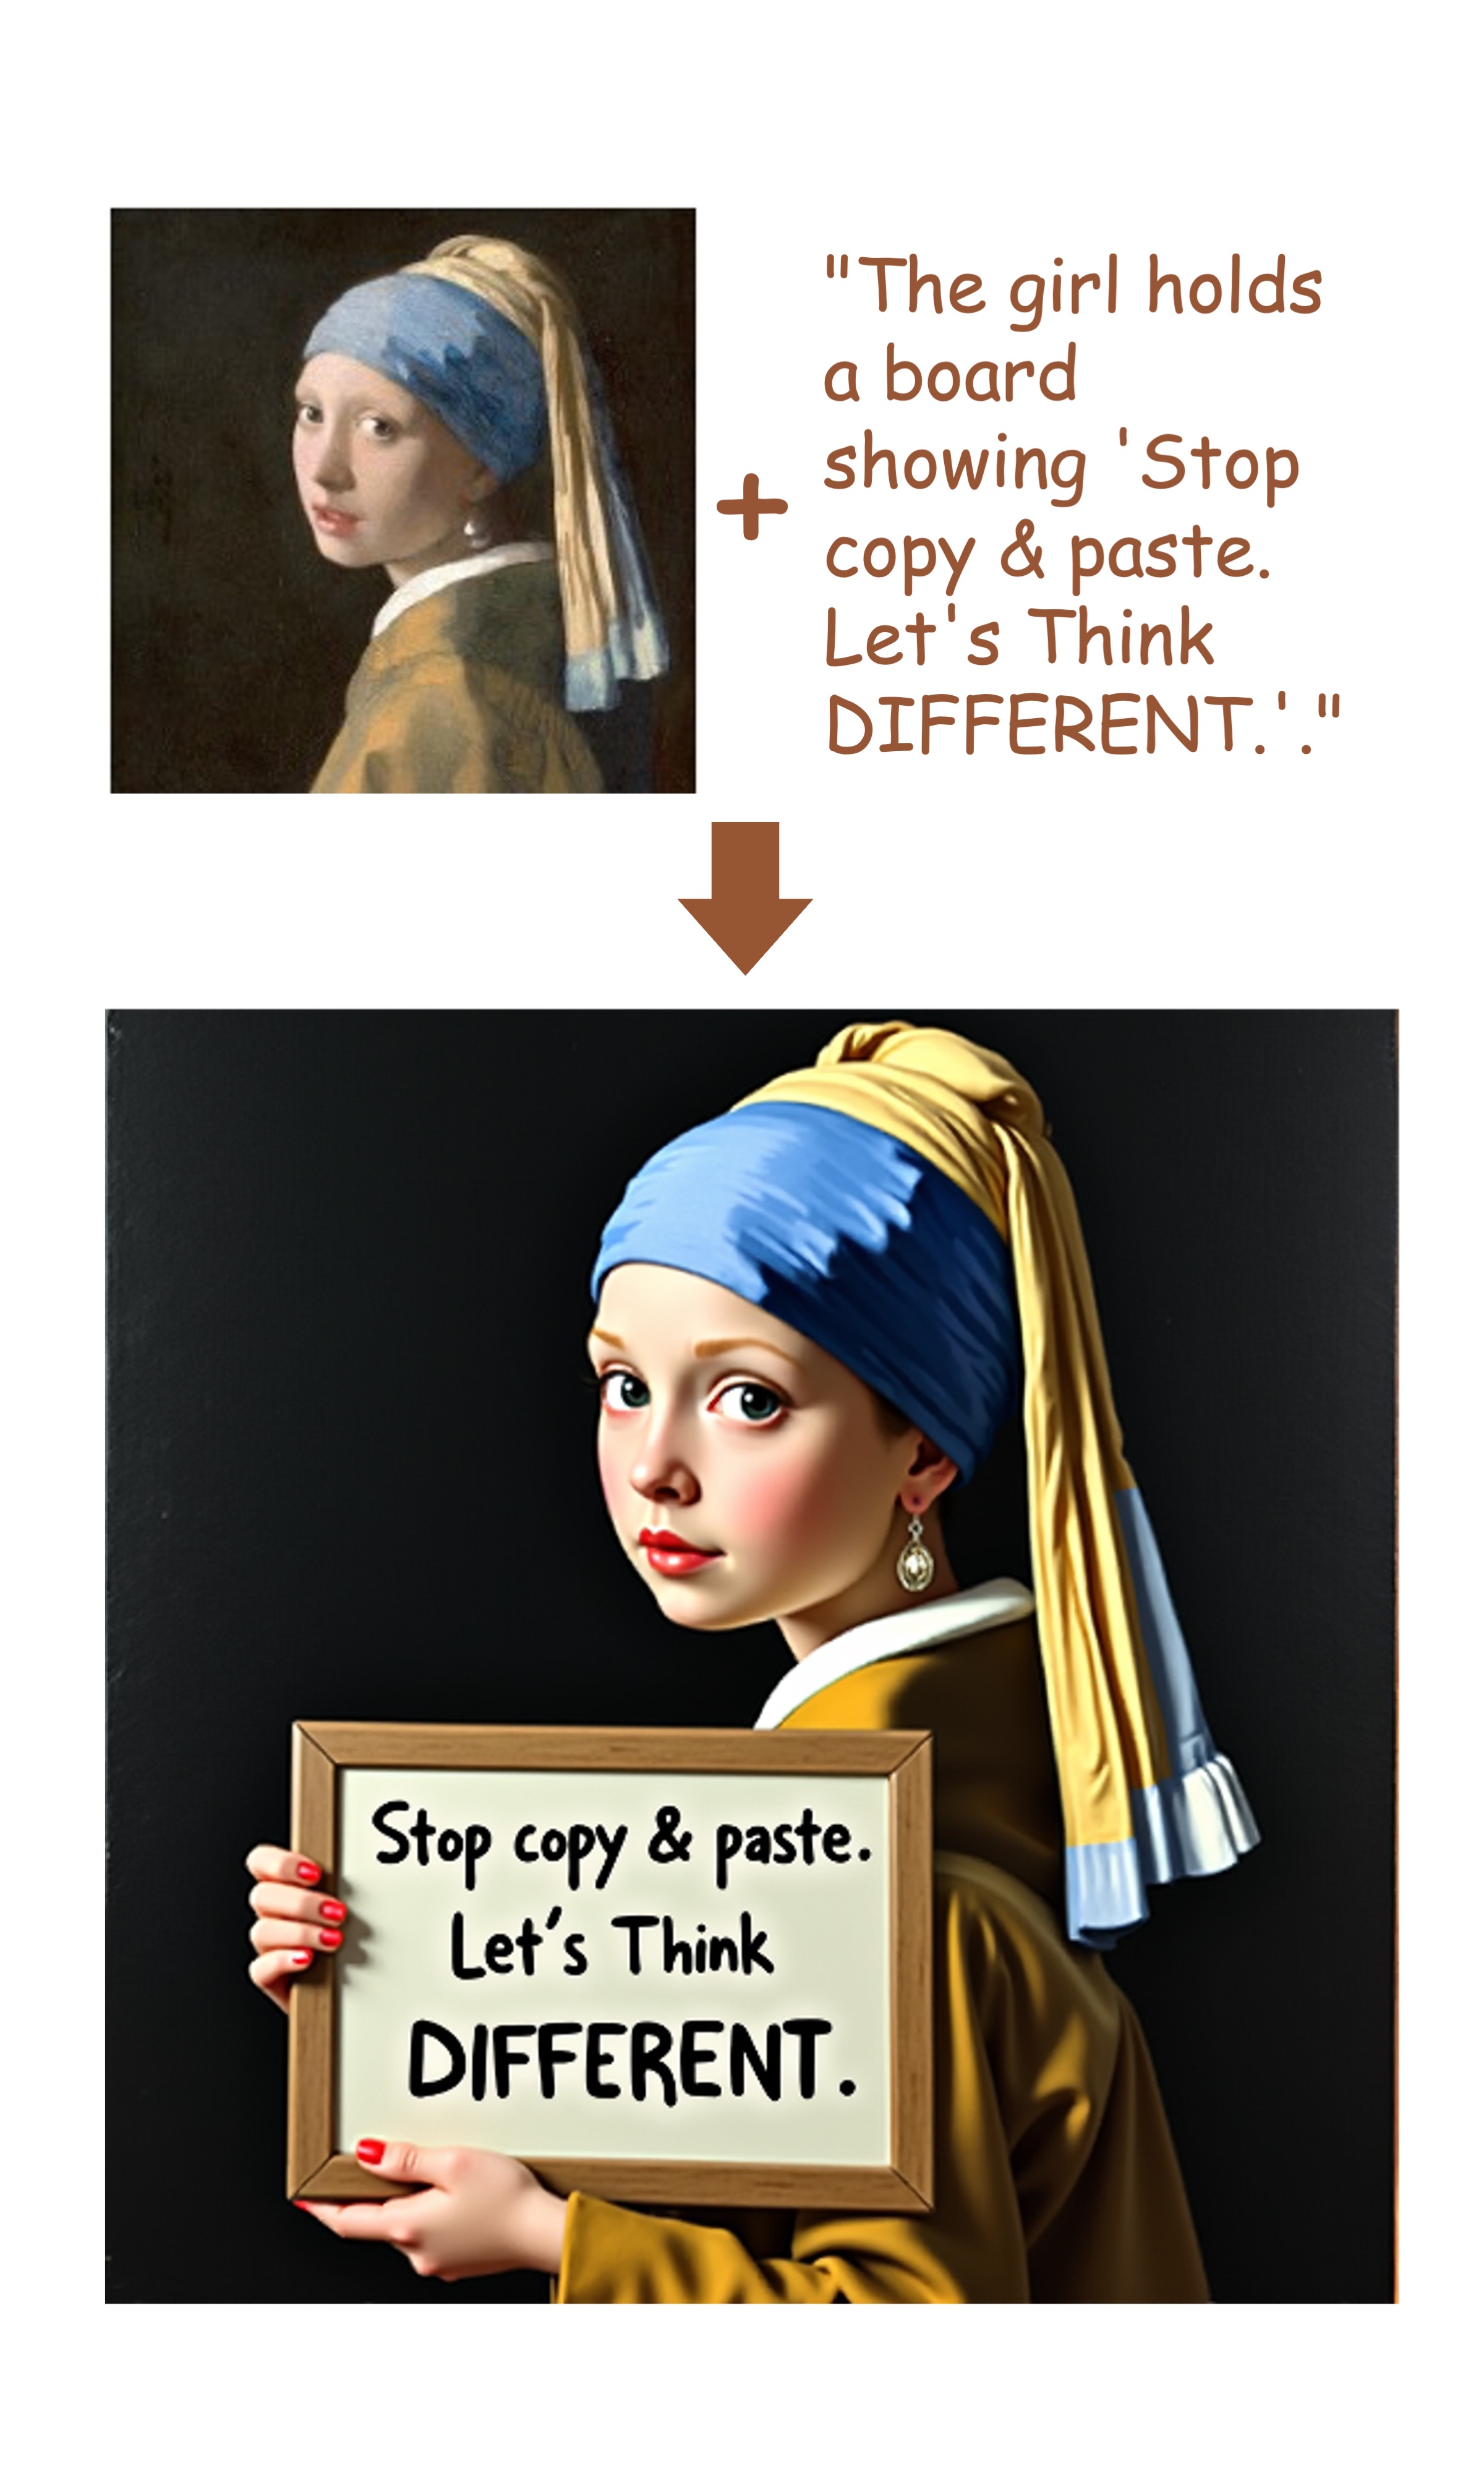 "The girl holds
a board
showing 'Stop
copy & paste.
Let's Think
DIFFERENT.'."
+
Stop copy & paste.
Let's Think
DIFFERENT.